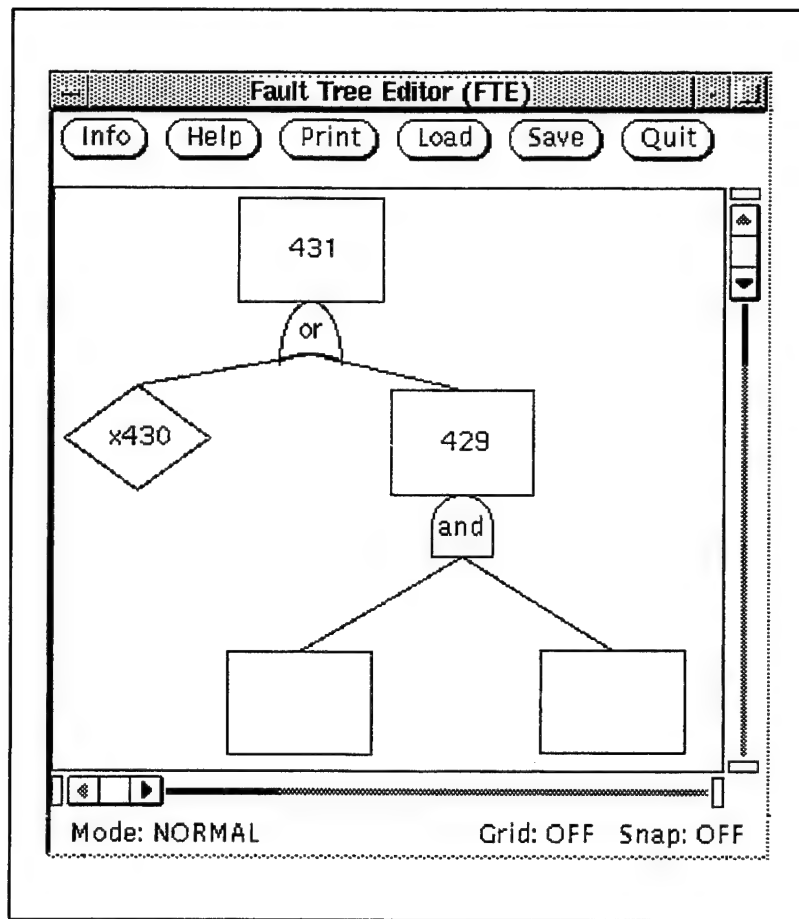 Fault Tree Editor (FTE)
Info Help Print Load Save Quit
431
or
x430
429
and
Mode: NORMAL Grid: OFF Snap: OFF